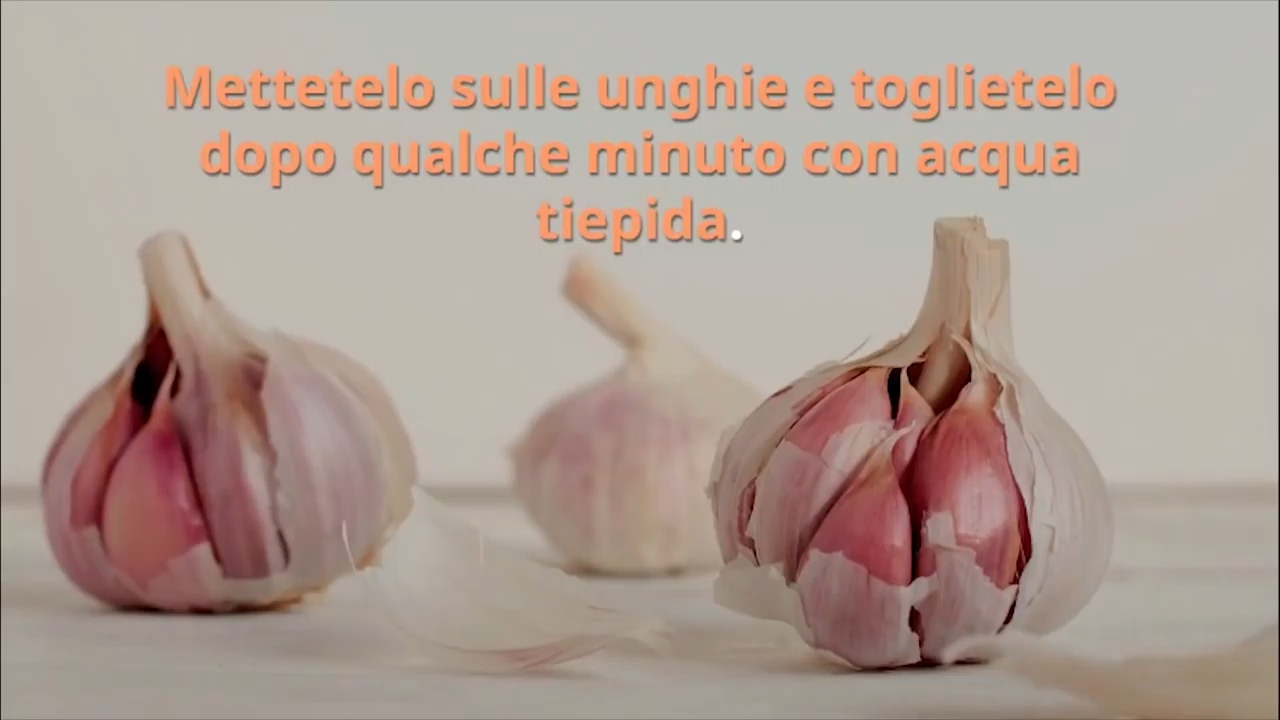 Mettetelo sulle unghie e toglietelo
dopo qualche minuto con acqua
tiepida.